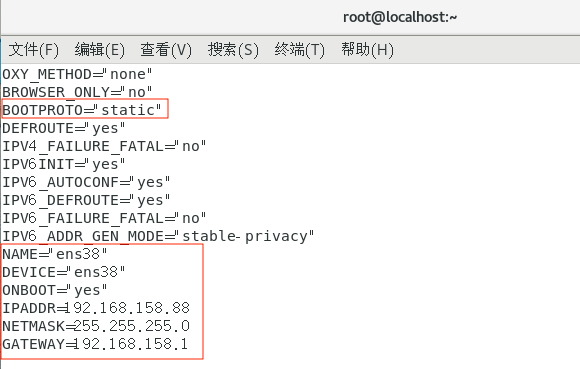 root@localhost:~
文件(F) 编辑(E) 查看(V) 搜索(S) 终端(T) 帮助(H)
OXY_METHOD="none"
BROWSER_ONLY="no"
BOOTPROTO="static"
DEFROUTE="yes"
IPV4_FAILURE_FATAL="no"
IPV6INIT="yes"
IPV6_AUTOCONF="yes"
IPV6_DEFROUTE="yes"
IPV6_FAILURE_FATAL="no"
IPV6_ADDR_GEN_MODE="stable-privacy"
NAME="ens38"
DEVICE="ens38"
ONBOOT="yes"
IPADDR=192.168.158.88
NETMASK=255.255.255.0
GATEWAY=192.168.158.1